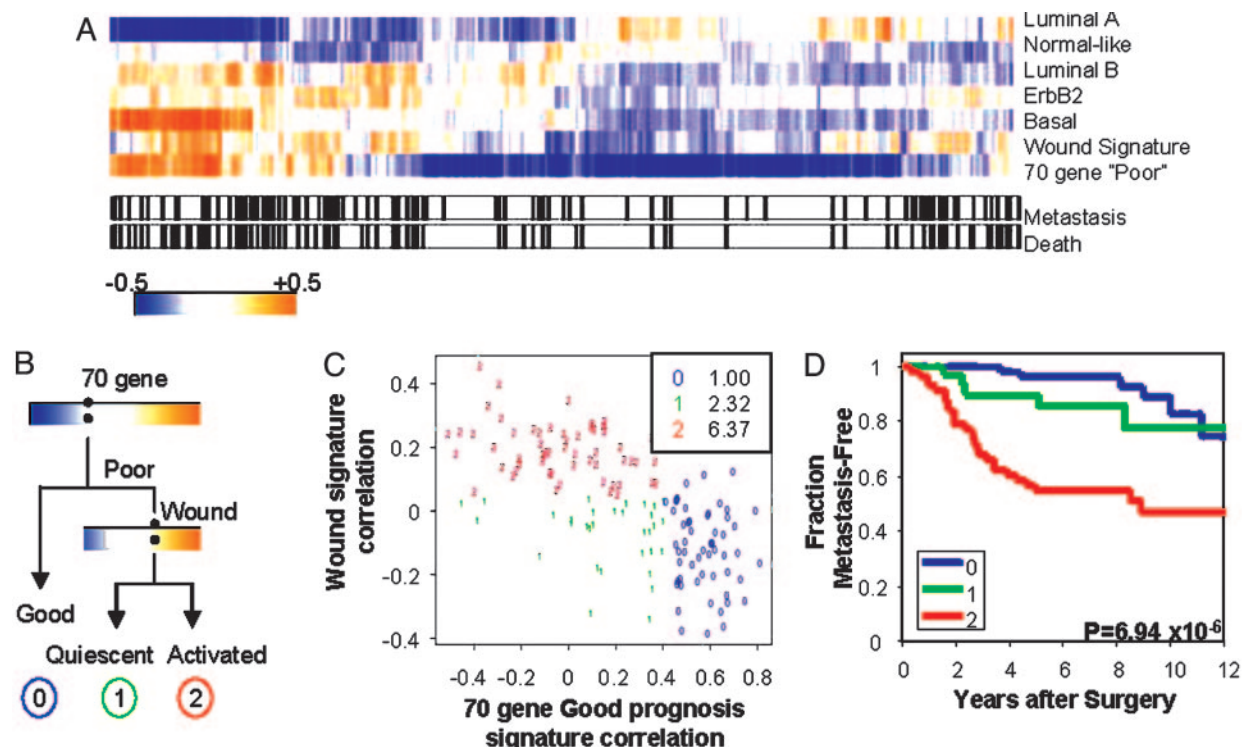 A
Luminal A
Normal-like
Luminal B
ErbB2
Basal
Wound Signature
70 gene "Poor"
Metastasis
Death
-0.5 +0.5
B
70 gene
Poor
Wound
Good
Quiescent Activated
0 1 2
C
Wound signature
correlation
0.4
0.2
0
-0.2
-0.4
0 1.00
1 2.32
2 6.37
-0.4 -0.2 0 0.2 0.4 0.6 0.8
70 gene Good prognosis
signature correlation
D
Fraction
Metastasis-Free
1
0.8
0.6
0.4
0.2
0
0
1
2
P=6.94 x10-6
0 2 4 6 8 10 12
Years after Surgery